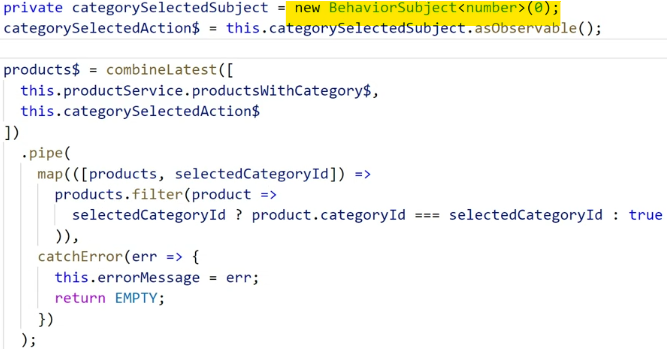 private categorySelectedSubject = new BehaviorSubject<number>(0);
categorySelectedAction$ = this.categorySelectedSubject.asObservable();
products$ = combineLatest([
this.productService.productsWithCategory$,
this.categorySelectedAction$
])
.pipe(
map(([products, selectedCategoryId]) =>
products.filter(product =>
selectedCategoryId ? product.categoryId === selectedCategoryId : true
)),
catchError(err => {
this.errorMessage = err;
return EMPTY;
})
);